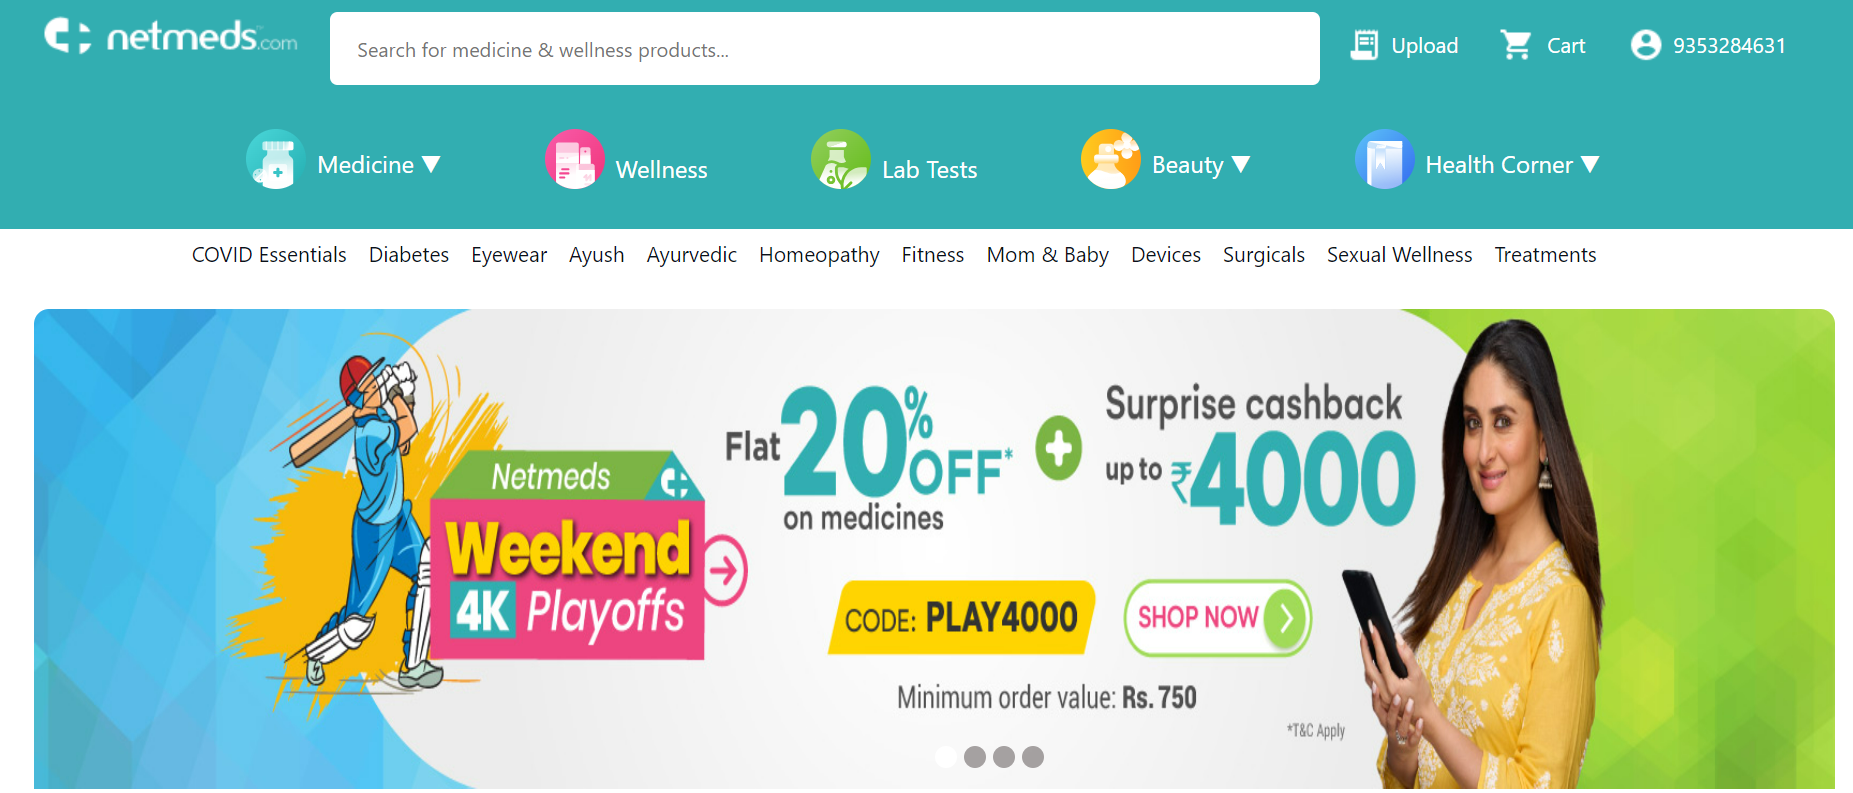 netmeds.com
Search for medicine & wellness products...
Upload
Cart
9353284631
Medicine ▼
Wellness
Lab Tests
Beauty ▼
Health Corner ▼
COVID Essentials Diabetes Eyewear Ayush Ayurvedic Homeopathy Fitness Mom & Baby Devices Surgicals Sexual Wellness Treatments
Netmeds
Weekend
4K Playoffs
Flat 20% OFF*
on medicines
Surprise cashback
up to ₹4000
CODE: PLAY4000
SHOP NOW
Minimum order value: Rs. 750
*T&C Apply